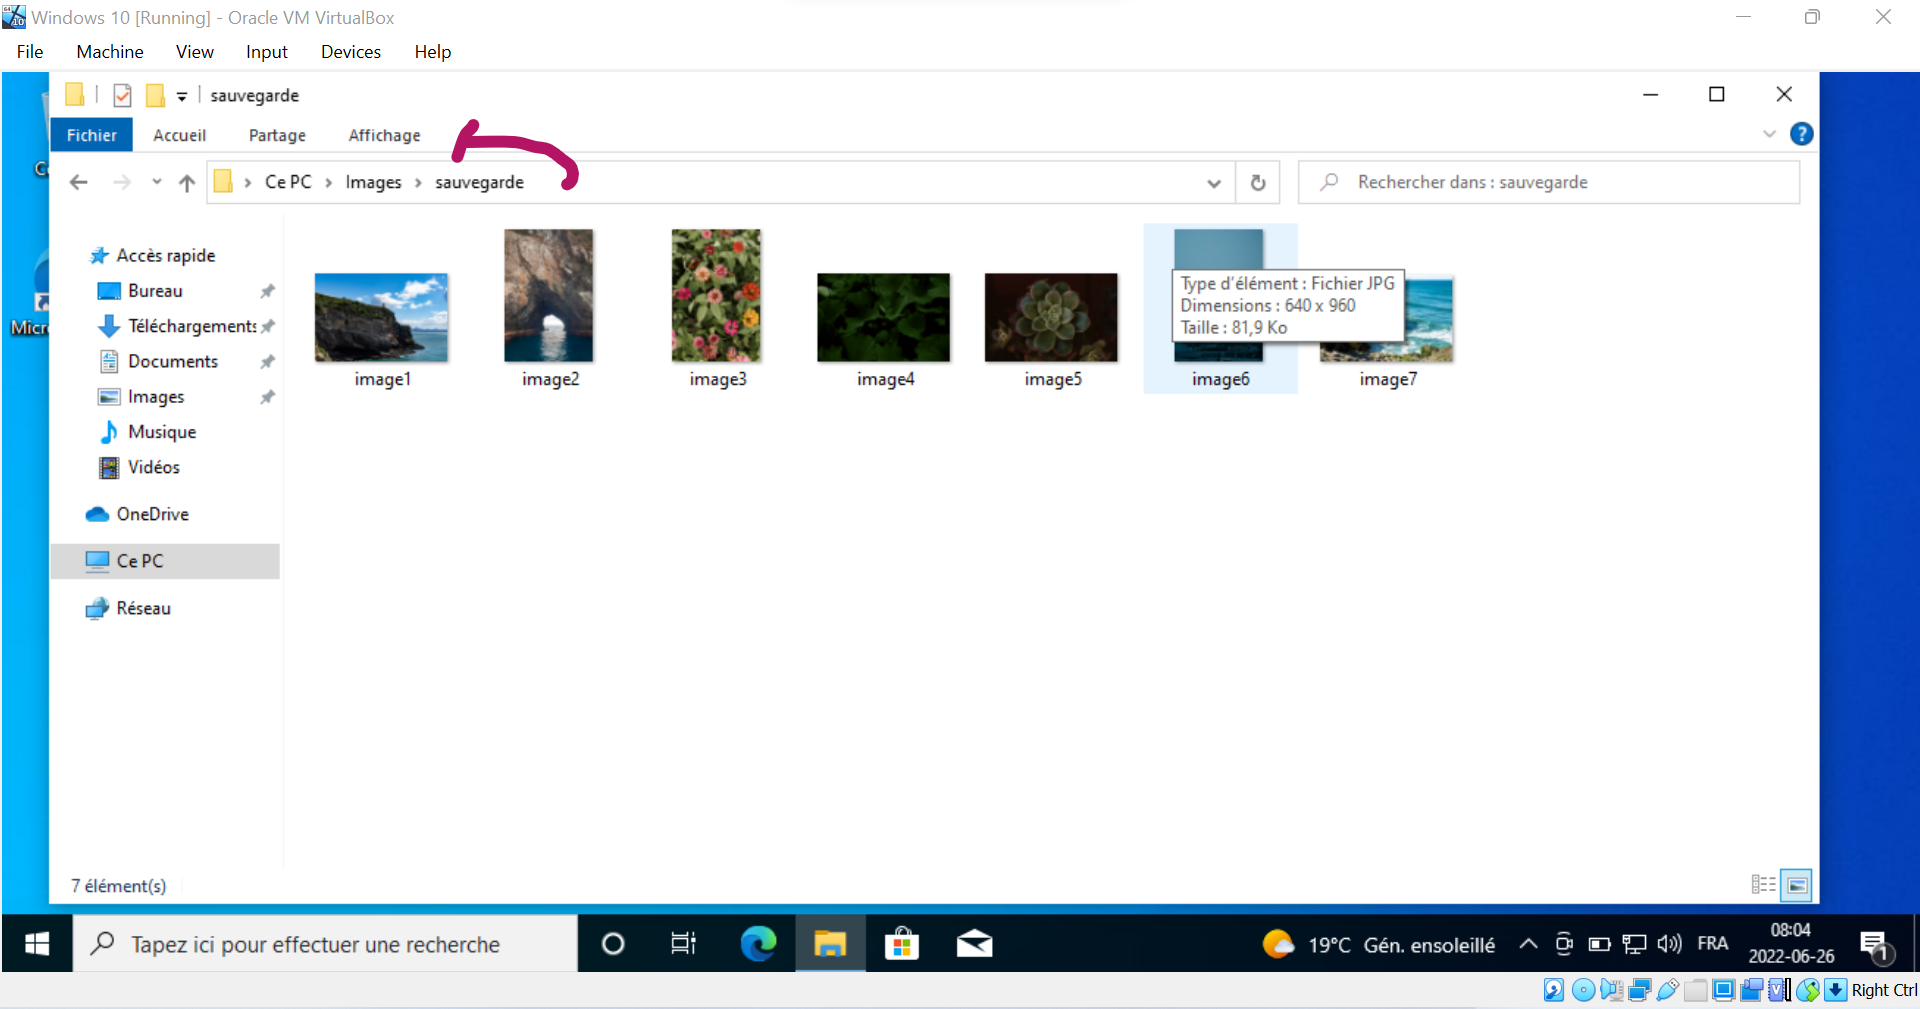 Windows 10 [Running] - Oracle VM VirtualBox
File Machine View Input Devices Help
sauvegarde
Fichier Accueil Partage Affichage
Ce PC Images sauvegarde
Rechercher dans : sauvegarde
Accès rapide
Bureau
Téléchargements
Documents
Images
Musique
Vidéos
OneDrive
Ce PC
Réseau
image1 image2 image3 image4 image5 image6 image7
Type d'élément : Fichier JPG
Dimensions : 640 x 960
Taille : 81,9 Ko
7 élément(s)
Tapez ici pour effectuer une recherche
19°C Gén. ensoleillé
FRA
08:04
2022-06-26
1
Right Ctrl